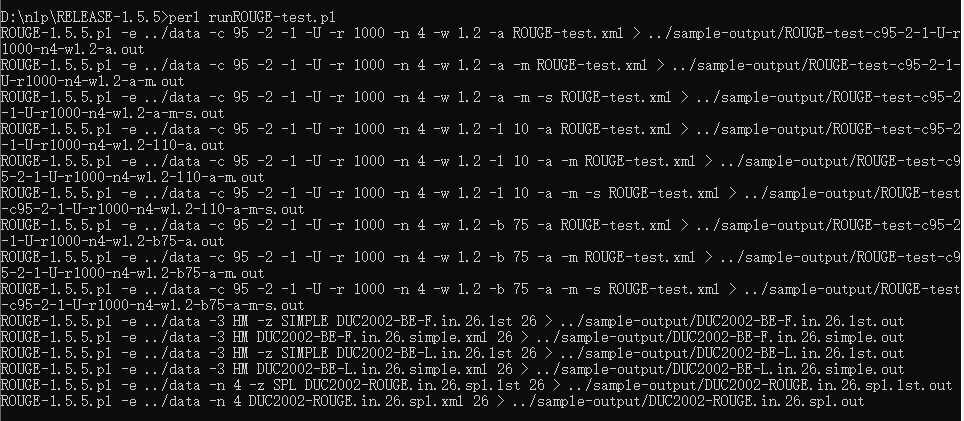 D:\nlp\RELEASE-1.5.5>perl runROUGE-test.pl
ROUGE-1.5.5.pl -e ../data -c 95 -2 -1 -U -r 1000 -n 4 -w 1.2 -a ROUGE-test.xml > ../sample-output/ROUGE-test-c95-2-1-U-r
1000-n4-w1.2-a.out
ROUGE-1.5.5.pl -e ../data -c 95 -2 -1 -U -r 1000 -n 4 -w 1.2 -a -m ROUGE-test.xml > ../sample-output/ROUGE-test-c95-2-1-
U-r1000-n4-w1.2-a-m.out
ROUGE-1.5.5.pl -e ../data -c 95 -2 -1 -U -r 1000 -n 4 -w 1.2 -a -m -s ROUGE-test.xml > ../sample-output/ROUGE-test-c95-2
-1-U-r1000-n4-w1.2-a-m-s.out
ROUGE-1.5.5.pl -e ../data -c 95 -2 -1 -U -r 1000 -n 4 -w 1.2 -l 10 -a ROUGE-test.xml > ../sample-output/ROUGE-test-c95-2
-1-U-r1000-n4-w1.2-l10-a.out
ROUGE-1.5.5.pl -e ../data -c 95 -2 -1 -U -r 1000 -n 4 -w 1.2 -l 10 -a -m ROUGE-test.xml > ../sample-output/ROUGE-test-c9
5-2-1-U-r1000-n4-w1.2-l10-a-m.out
ROUGE-1.5.5.pl -e ../data -c 95 -2 -1 -U -r 1000 -n 4 -w 1.2 -l 10 -a -m -s ROUGE-test.xml > ../sample-output/ROUGE-test
-c95-2-1-U-r1000-n4-w1.2-l10-a-m-s.out
ROUGE-1.5.5.pl -e ../data -c 95 -2 -1 -U -r 1000 -n 4 -w 1.2 -b 75 -a ROUGE-test.xml > ../sample-output/ROUGE-test-c95-2
-1-U-r1000-n4-w1.2-b75-a.out
ROUGE-1.5.5.pl -e ../data -c 95 -2 -1 -U -r 1000 -n 4 -w 1.2 -b 75 -a -m ROUGE-test.xml > ../sample-output/ROUGE-test-c9
5-2-1-U-r1000-n4-w1.2-b75-a-m.out
ROUGE-1.5.5.pl -e ../data -c 95 -2 -1 -U -r 1000 -n 4 -w 1.2 -b 75 -a -m -s ROUGE-test.xml > ../sample-output/ROUGE-test
-c95-2-1-U-r1000-n4-w1.2-b75-a-m-s.out
ROUGE-1.5.5.pl -e ../data -3 HM -z SIMPLE DUC2002-BE-F.in.26.lst 26 > ../sample-output/DUC2002-BE-F.in.26.lst.out
ROUGE-1.5.5.pl -e ../data -3 HM DUC2002-BE-F.in.26.simple.xml 26 > ../sample-output/DUC2002-BE-F.in.26.simple.out
ROUGE-1.5.5.pl -e ../data -3 HM -z SIMPLE DUC2002-BE-L.in.26.lst 26 > ../sample-output/DUC2002-BE-L.in.26.lst.out
ROUGE-1.5.5.pl -e ../data -3 HM DUC2002-BE-L.in.26.simple.xml 26 > ../sample-output/DUC2002-BE-L.in.26.simple.out
ROUGE-1.5.5.pl -e ../data -n 4 -z SPL DUC2002-ROUGE.in.26.spl.lst 26 > ../sample-output/DUC2002-ROUGE.in.26.spl.lst.out
ROUGE-1.5.5.pl -e ../data -n 4 DUC2002-ROUGE.in.26.spl.xml 26 > ../sample-output/DUC2002-ROUGE.in.26.spl.out